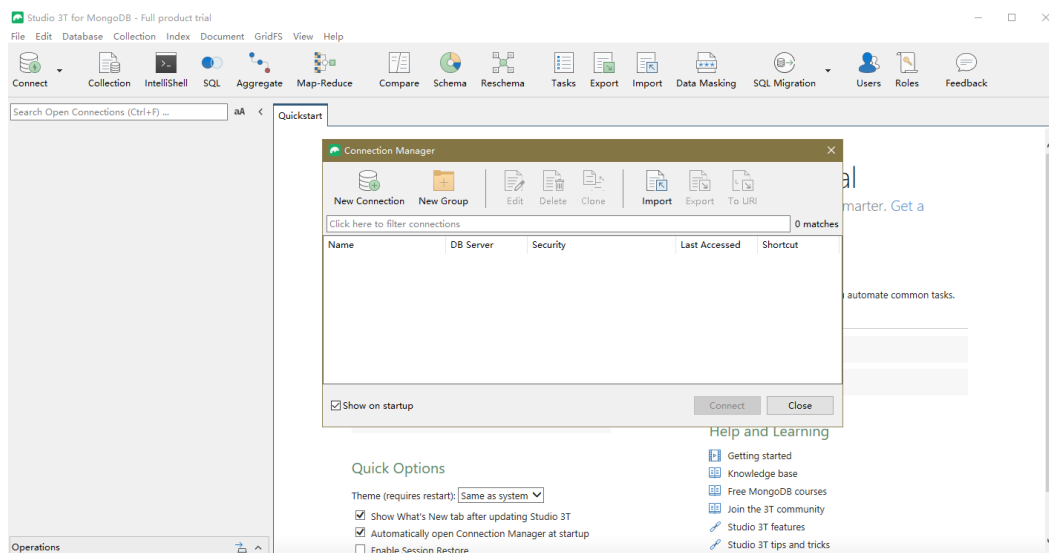 Studio 3T for MongoDB - Full product trial
File Edit Database Collection Index Document GridFS View Help
Connect Collection IntelliShell SQL Aggregate Map-Reduce Compare Schema Reschema Tasks Export Import Data Masking SQL Migration Users Roles Feedback
Search Open Connections (Ctrl+F) ... aA
Quickstart
Connection Manager
New Connection New Group Edit Delete Clone Import Export To URI
Click here to filter connections 0 matches
Name DB Server Security Last Accessed Shortcut
al
marter. Get a
automate common tasks.
Show on startup Connect Close
Help and Learning
Getting started
Knowledge base
Free MongoDB courses
Join the 3T community
Studio 3T features
Studio 3T tips and tricks
Quick Options
Theme (requires restart): Same as system
Show What's New tab after updating Studio 3T
Automatically open Connection Manager at startup
Enable Session Restore
Operations